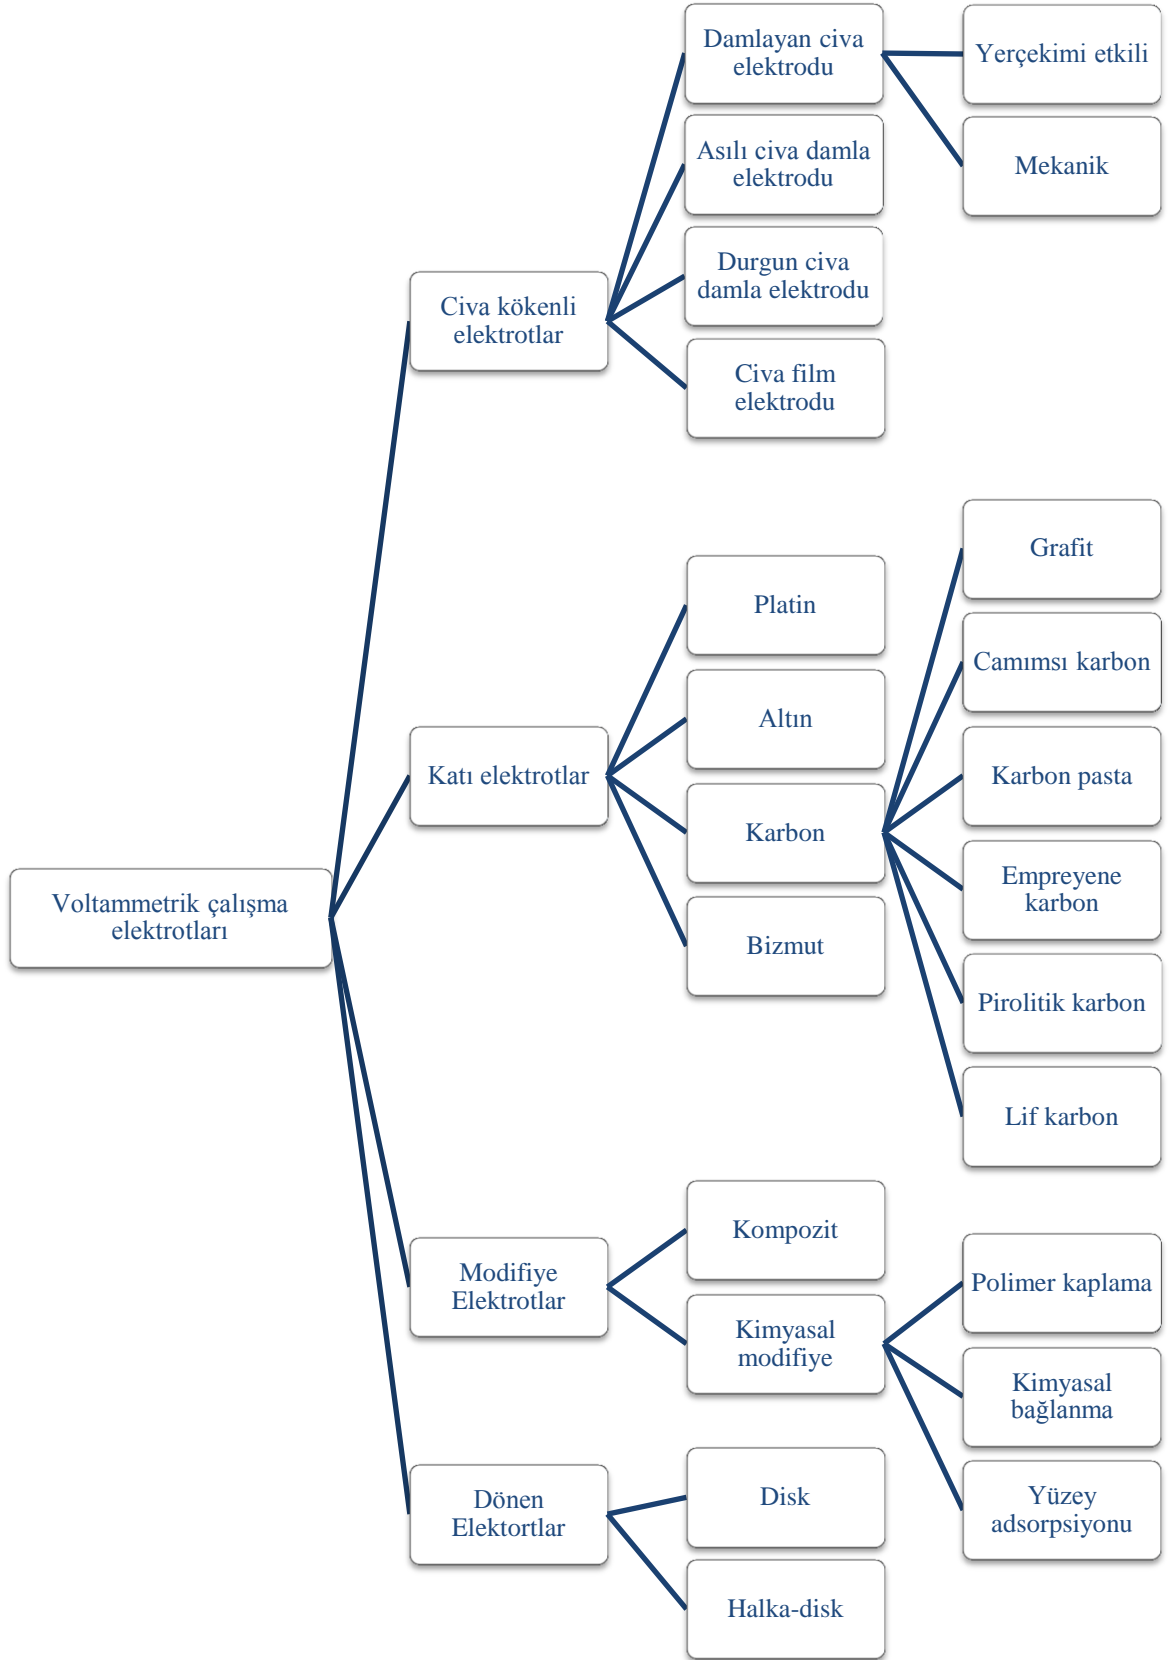 Voltammetrik çalışma
elektrotları
Civa kökenli
elektrotlar
Damlayan civa
elektrodu
Yerçekimi etkili
Mekanik
Asılı civa damla
elektrodu
Durgun civa
damla elektrodu
Civa film
elektrodu
Katı elektrotlar
Platin
Altın
Karbon
Grafit
Camımsı karbon
Karbon pasta
Empreyene
karbon
Pirolitik karbon
Lif karbon
Bizmut
Modifiye
Elektrotlar
Kompozit
Kimyasal
modifiye
Polimer kaplama
Kimyasal
bağlanma
Yüzey
adsorpsiyonu
Dönen
Elektortlar
Disk
Halka-disk